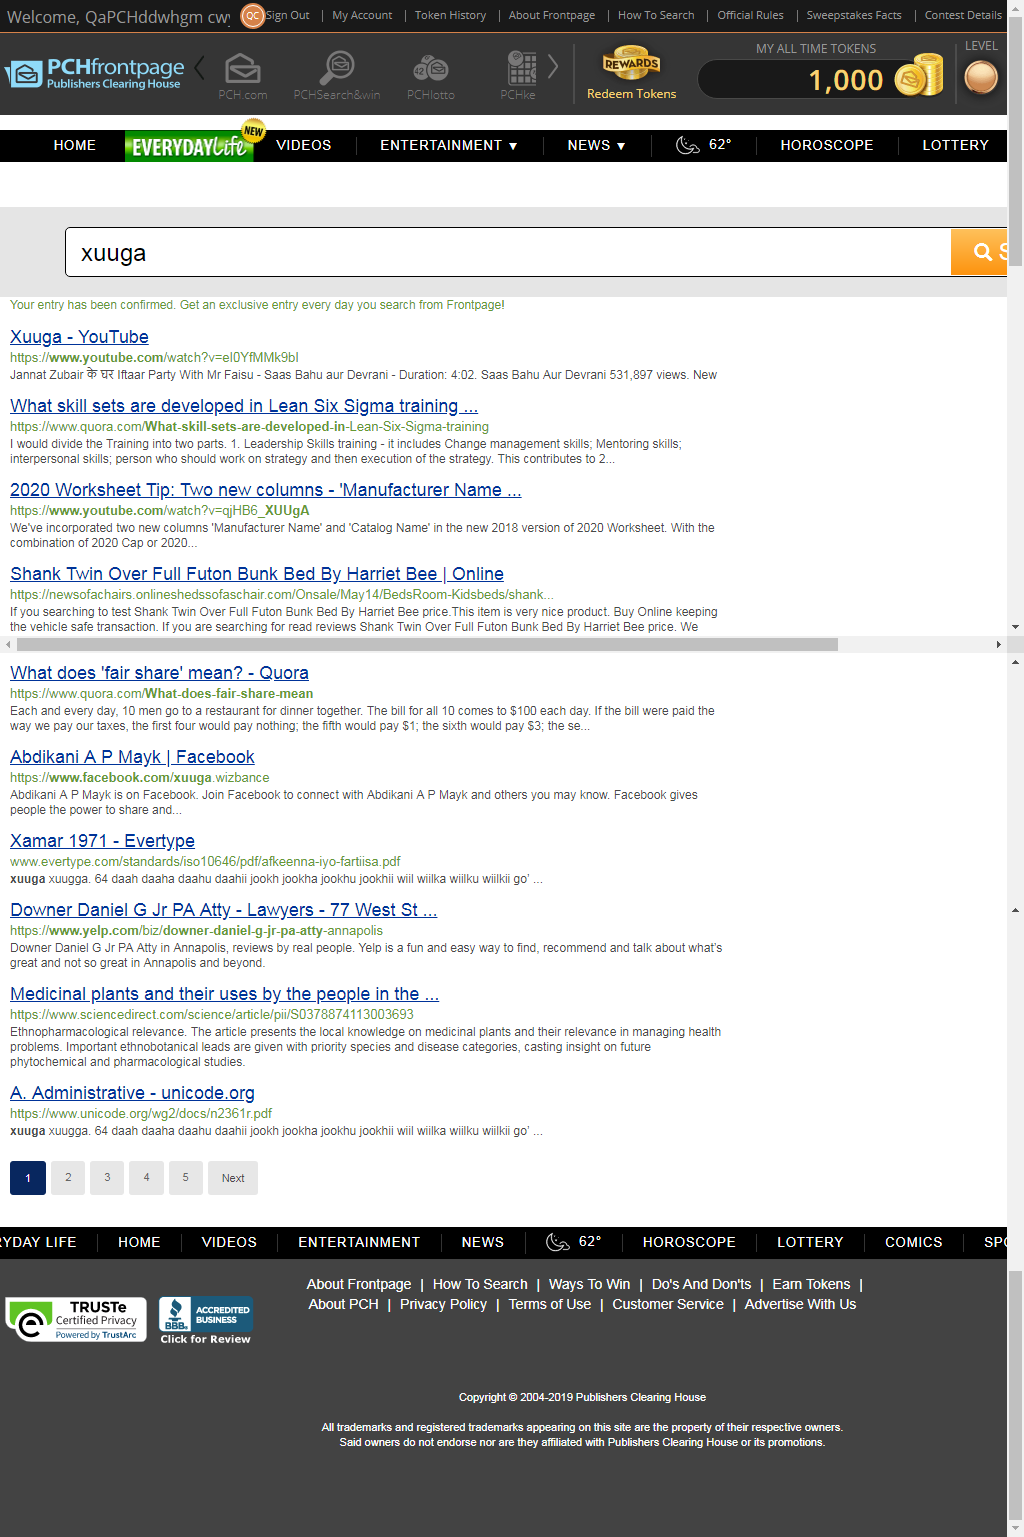 Welcome, QaPCHddwhgm cwy
QC
Sign Out | My Account | Token History | About Frontpage | How To Search | Official Rules | Sweepstakes Facts | Contest Details
PCHfrontpage
Publishers Clearing House
PCH.com
PCHSearch&win
42
PCHlotto
PCHke
REWARDS
Redeem Tokens
MY ALL TIME TOKENS
1,000
LEVEL
HOME
EVERYDAY Life
NEW
VIDEOS
ENTERTAINMENT ▼
NEWS ▼
62°
HOROSCOPE
LOTTERY
xuuga
S
Your entry has been confirmed. Get an exclusive entry every day you search from Frontpage!
Xuuga - YouTube
https://www.youtube.com/watch?v=eI0YfMMk9bI
Jannat Zubair के घर Iftaar Party With Mr Faisu - Saas Bahu aur Devrani - Duration: 4:02. Saas Bahu Aur Devrani 531,897 views. New
What skill sets are developed in Lean Six Sigma training ...
https://www.quora.com/What-skill-sets-are-developed-in-Lean-Six-Sigma-training
I would divide the Training into two parts. 1. Leadership Skills training - it includes Change management skills; Mentoring skills;
interpersonal skills; person who should work on strategy and then execution of the strategy. This contributes to 2...
2020 Worksheet Tip: Two new columns - 'Manufacturer Name ...
https://www.youtube.com/watch?v=qjHB6_XUUgA
We've incorporated two new columns 'Manufacturer Name' and 'Catalog Name' in the new 2018 version of 2020 Worksheet. With the
combination of 2020 Cap or 2020...
Shank Twin Over Full Futon Bunk Bed By Harriet Bee | Online
https://newsofachairs.onlineshedssofaschair.com/Onsale/May14/BedsRoom-Kidsbeds/shank...
If you searching to test Shank Twin Over Full Futon Bunk Bed By Harriet Bee price.This item is very nice product. Buy Online keeping
the vehicle safe transaction. If you are searching for read reviews Shank Twin Over Full Futon Bunk Bed By Harriet Bee price. We
What does 'fair share' mean? - Quora
https://www.quora.com/What-does-fair-share-mean
Each and every day, 10 men go to a restaurant for dinner together. The bill for all 10 comes to $100 each day. If the bill were paid the
way we pay our taxes, the first four would pay nothing; the fifth would pay $1; the sixth would pay $3; the se...
Abdikani A P Mayk | Facebook
https://www.facebook.com/xuuga.wizbance
Abdikani A P Mayk is on Facebook. Join Facebook to connect with Abdikani A P Mayk and others you may know. Facebook gives
people the power to share and...
Xamar 1971 - Evertype
www.evertype.com/standards/iso10646/pdf/afkeenna-iyo-fartiisa.pdf
xuuga xuugga. 64 daah daaha daahu daahii jookh jookha jookhu jookhii wiil wiilka wiilku wiilkii go' ...
Downer Daniel G Jr PA Atty - Lawyers - 77 West St ...
https://www.yelp.com/biz/downer-daniel-g-jr-pa-atty-annapolis
Downer Daniel G Jr PA Atty in Annapolis, reviews by real people. Yelp is a fun and easy way to find, recommend and talk about what's
great and not so great in Annapolis and beyond.
Medicinal plants and their uses by the people in the ...
https://www.sciencedirect.com/science/article/pii/S0378874113003693
Ethnopharmacological relevance. The article presents the local knowledge on medicinal plants and their relevance in managing health
problems. Important ethnobotanical leads are given with priority species and disease categories, casting insight on future
phytochemical and pharmacological studies.
A. Administrative - unicode.org
https://www.unicode.org/wg2/docs/n2361r.pdf
xuuga xuugga. 64 daah daaha daahu daahii jookh jookha jookhu jookhii wiil wiilka wiilku wiilkii go' ...
1 2 3 4 5 Next
RYDAY LIFE HOME VIDEOS ENTERTAINMENT NEWS 62° HOROSCOPE LOTTERY COMICS SPO
TRUSTe
Certified Privacy
Powered by TrustArc
BBB.
ACCREDITED
BUSINESS
Click for Review
About Frontpage | How To Search | Ways To Win | Do's And Don'ts | Earn Tokens |
About PCH | Privacy Policy | Terms of Use | Customer Service | Advertise With Us
Copyright © 2004-2019 Publishers Clearing House
All trademarks and registered trademarks appearing on this site are the property of their respective owners.
Said owners do not endorse nor are they affiliated with Publishers Clearing House or its promotions.